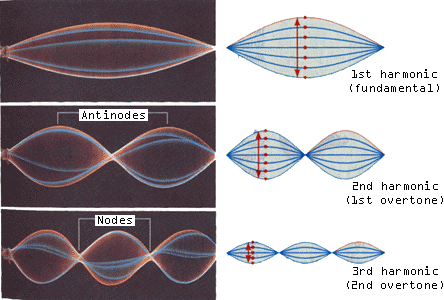 1st harmonic
(fundamental)
Antinodes
2nd harmonic
(1st overtone)
Nodes
3rd harmonic
(2nd overtone)